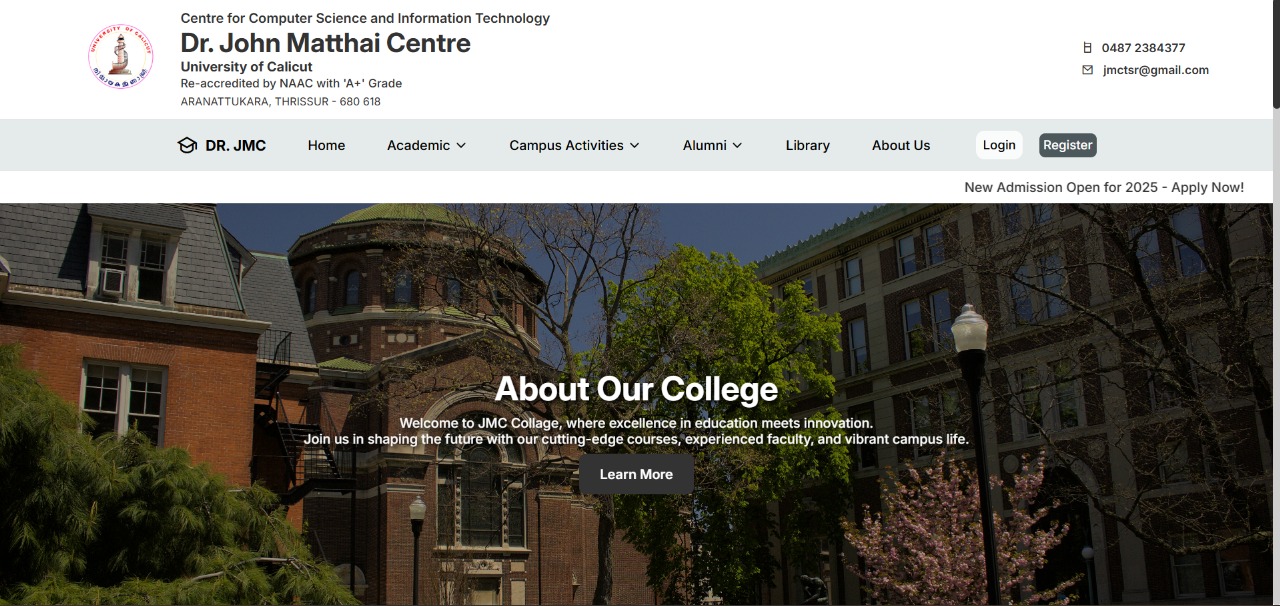 UNIVERSITY OF CALICUT
Centre for Computer Science and Information Technology
Dr. John Matthai Centre
University of Calicut
Re-accredited by NAAC with 'A+' Grade
ARANATTUKARA, THRISSUR - 680 618
0487 2384377
jmctsr@gmail.com
DR. JMC Home Academic Campus Activities Alumni Library About Us Login Register
New Admission Open for 2025 - Apply Now!
About Our College
Welcome to JMC Collage, where excellence in education meets innovation.
Join us in shaping the future with our cutting-edge courses, experienced faculty, and vibrant campus life.
Learn More